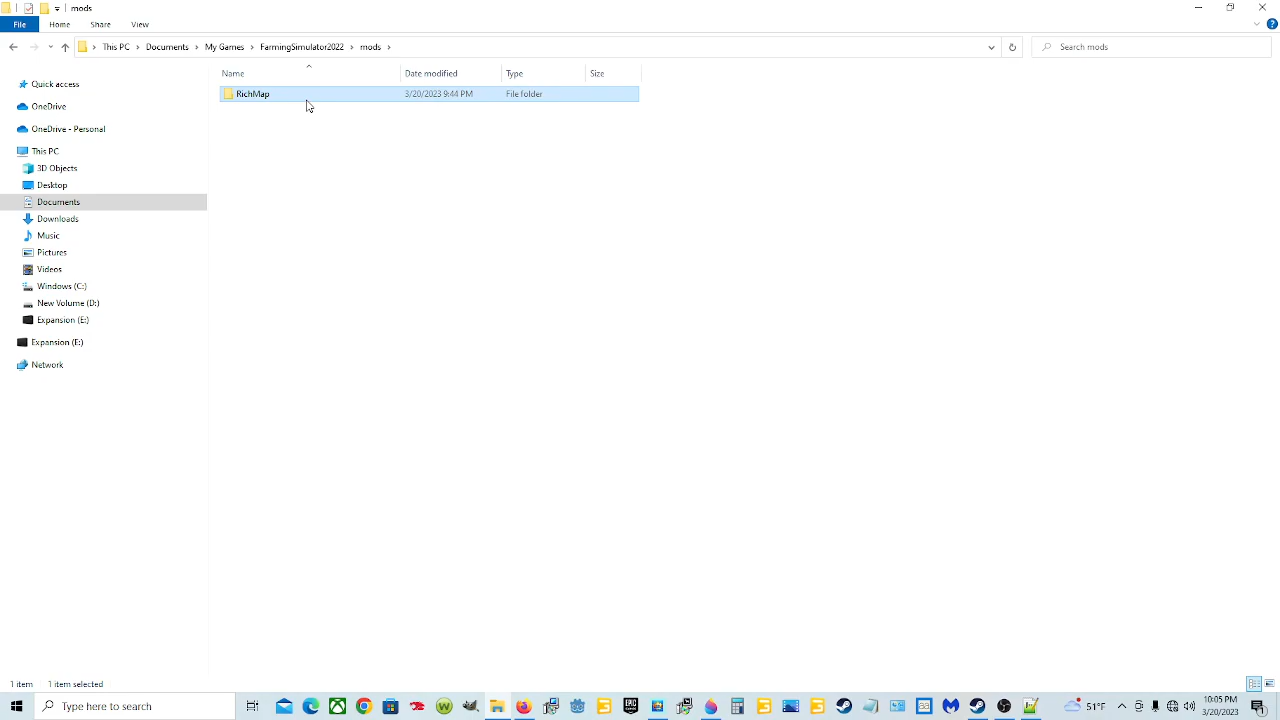 mods
File Home Share View
This PC Documents My Games FarmingSimulator2022 mods Search mods
Name Date modified Type Size
RichMap 3/20/2023 9:44 PM File folder
Quick access
OneDrive
OneDrive - Personal
This PC
3D Objects
Desktop
Documents
Downloads
Music
Pictures
Videos
Windows (C:)
New Volume (D:)
Expansion (E:)
Expansion (E:)
Network
1 item 1 item selected
Type here to search
EPIC
51°F
10:05 PM
3/20/2023